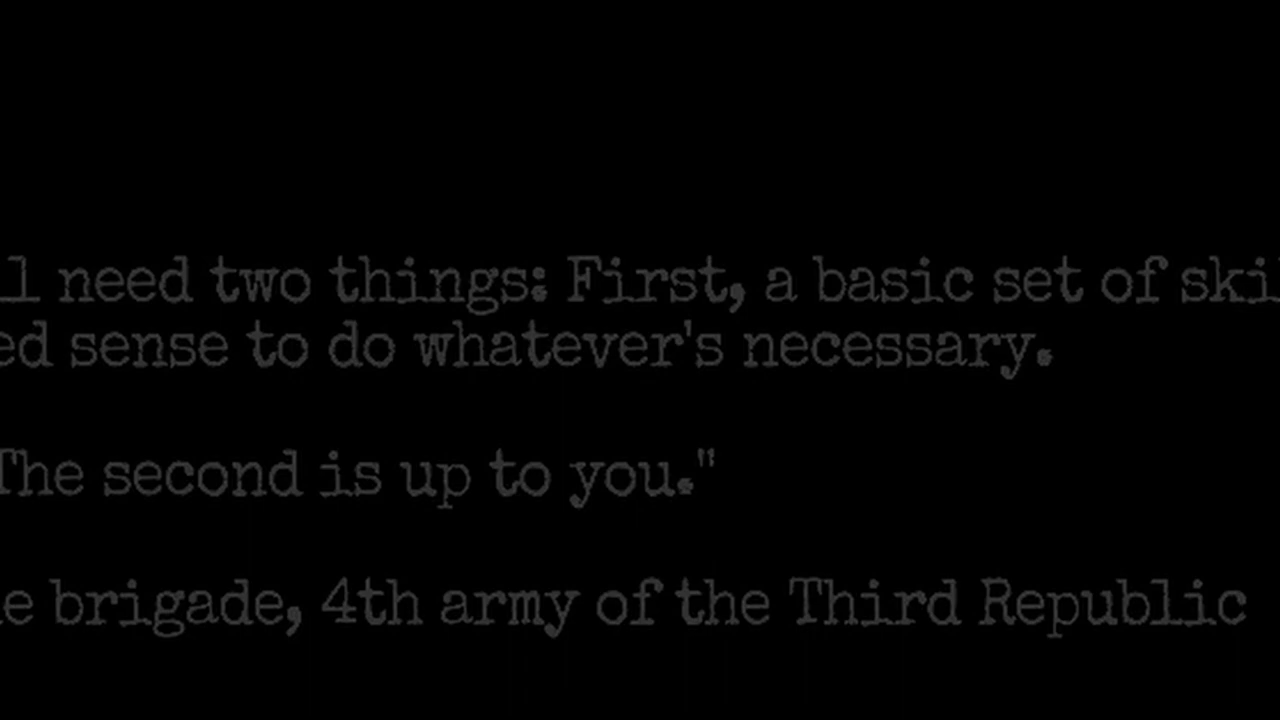 l need two things: First, a basic set of ski
ed sense to do whatever's necessary.
The second is up to you."
e brigade, 4th army of the Third Republic